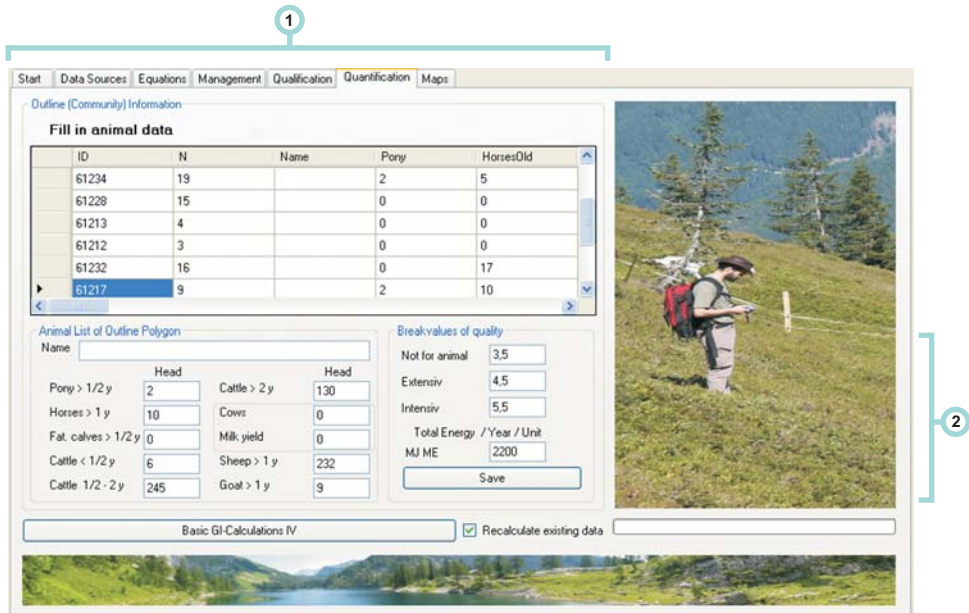 1
Start Data Sources Equations Management Qualification Quantification Maps
Outline (Community) Information
Fill in animal data
ID N Name Pony HorsesOld
61234 19 2 5
61228 15 0 0
61213 4 0 0
61212 3 0 0
61232 16 0 17
61217 9 2 10
Animal List of Outline Polygon
Name
Head Head
Pony > 1/2 y 2 Cattle > 2 y 130
Horses > 1 y 10 Cows 0
Fat. calves > 1/2 y 0 Milk yield 0
Cattle < 1/2 y 6 Sheep > 1 y 232
Cattle 1/2 - 2 y 245 Goat > 1 y 9
Breakvalues of quality
Not for animal 3,5
Extensiv 4,5
Intensiv 5,5
Total Energy / Year / Unit
MJ ME 2200
Save
2
Basic GI-Calculations IV
Recalculate existing data